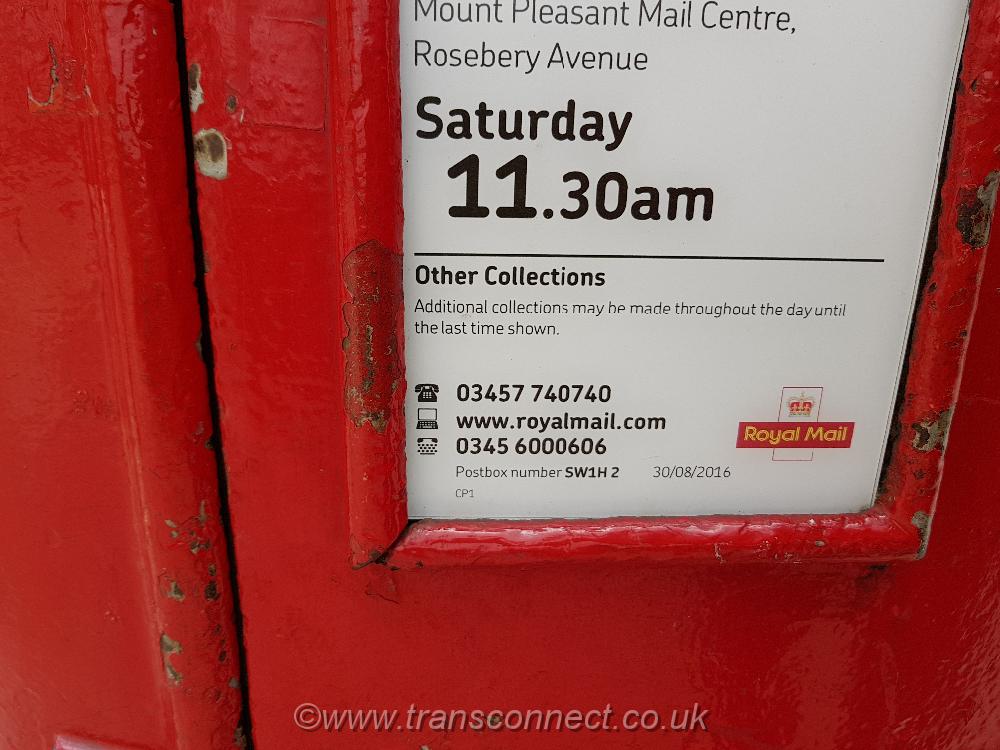 Mount Pleasant Mail Centre,
Rosebery Avenue
Saturday
11.30am
Other Collections
Additional collections may be made throughout the day until
the last time shown.
03457 740740
www.royalmail.com
0345 6000606
Royal Mail
Postbox number SW1H 2 30/08/2016
CP1
©www.transconnect.co.uk